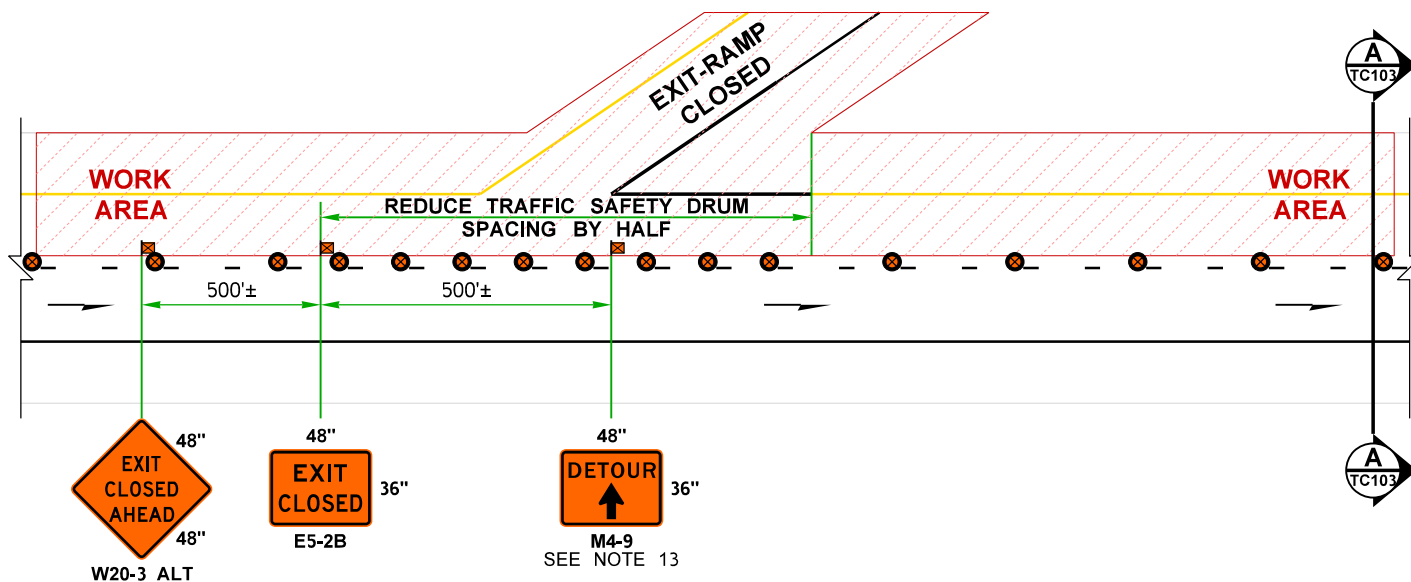 EXIT-RAMP
CLOSED
A
TC103
WORK
AREA
REDUCE TRAFFIC SAFETY DRUM
SPACING BY HALF
WORK
AREA
500'±
500'±
48"
EXIT
CLOSED
AHEAD
48"
W20-3 ALT
48"
EXIT
CLOSED
36"
E5-2B
48"
DETOUR
36"
M4-9
SEE NOTE 13
A
TC103